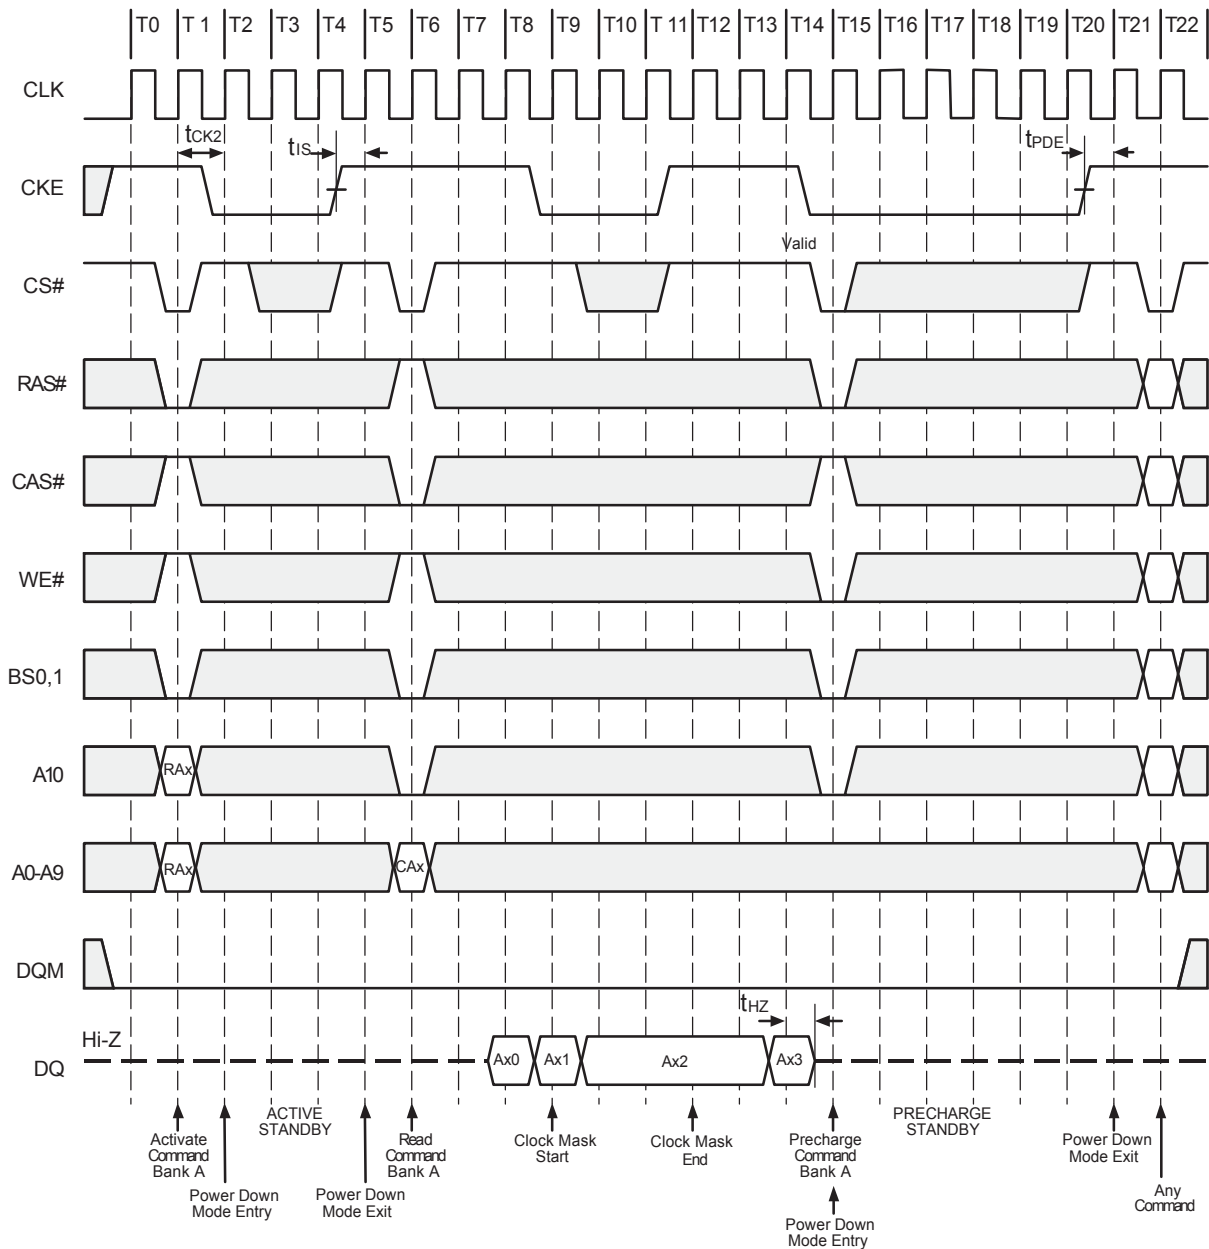 T0 T 1 T2 T3 T4 T5 T6 T7 T8 T9 T10 T 11 T12 T13 T14 T15 T16 T17 T18 T19 T20 T21 T22
CLK
tCK2
tIS
tPDE
CKE
Valid
CS#
RAS#
CAS#
WE#
BS0,1
A10
RAx
A0-A9
RAx
CAx
DQM
tHZ
Hi-Z
DQ
Ax0 Ax1 Ax2 Ax3
Activate
Command
Bank A
Power Down
Mode Entry
ACTIVE
STANDBY
Power Down
Mode Exit
Read
Command
Bank A
Clock Mask
Start
Clock Mask
End
Precharge
Command
Bank A
Power Down
Mode Entry
PRECHARGE
STANDBY
Power Down
Mode Exit
Any
Command